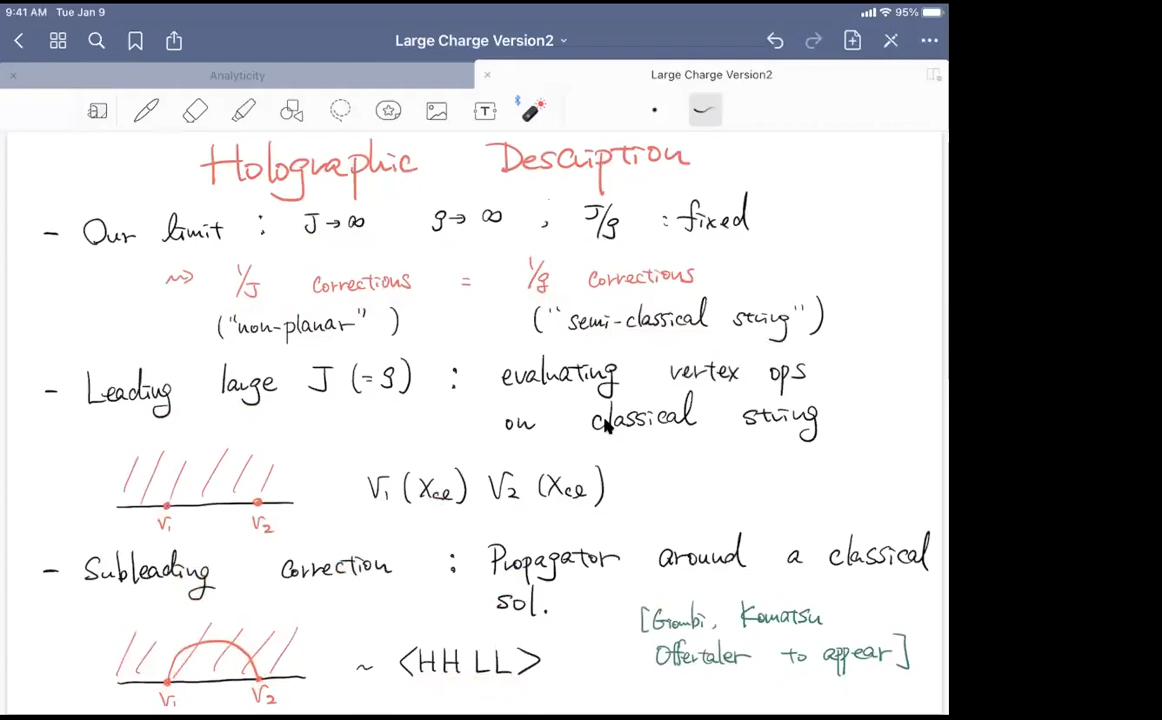 9:41 AM Tue Jan 9
95%
Large Charge Version2
Analyticity
Large Charge Version2
Holographic Description
- Our limit : J→∞ g→ ∞ ; J/g : fixed
⇝ 1/J corrections = 1/g corrections
("non-planar") ("semi-classical string")
- Leading large J (=g) : evaluating vertex ops
on classical string
V₁ (Xcl) V₂ (Xcl)
V₁ V₂
- Subleading correction : Propagator around a classical
sol.
[Giombi, Komatsu
Offertaler to appear]
~ <HH LL>
V₁ V₂